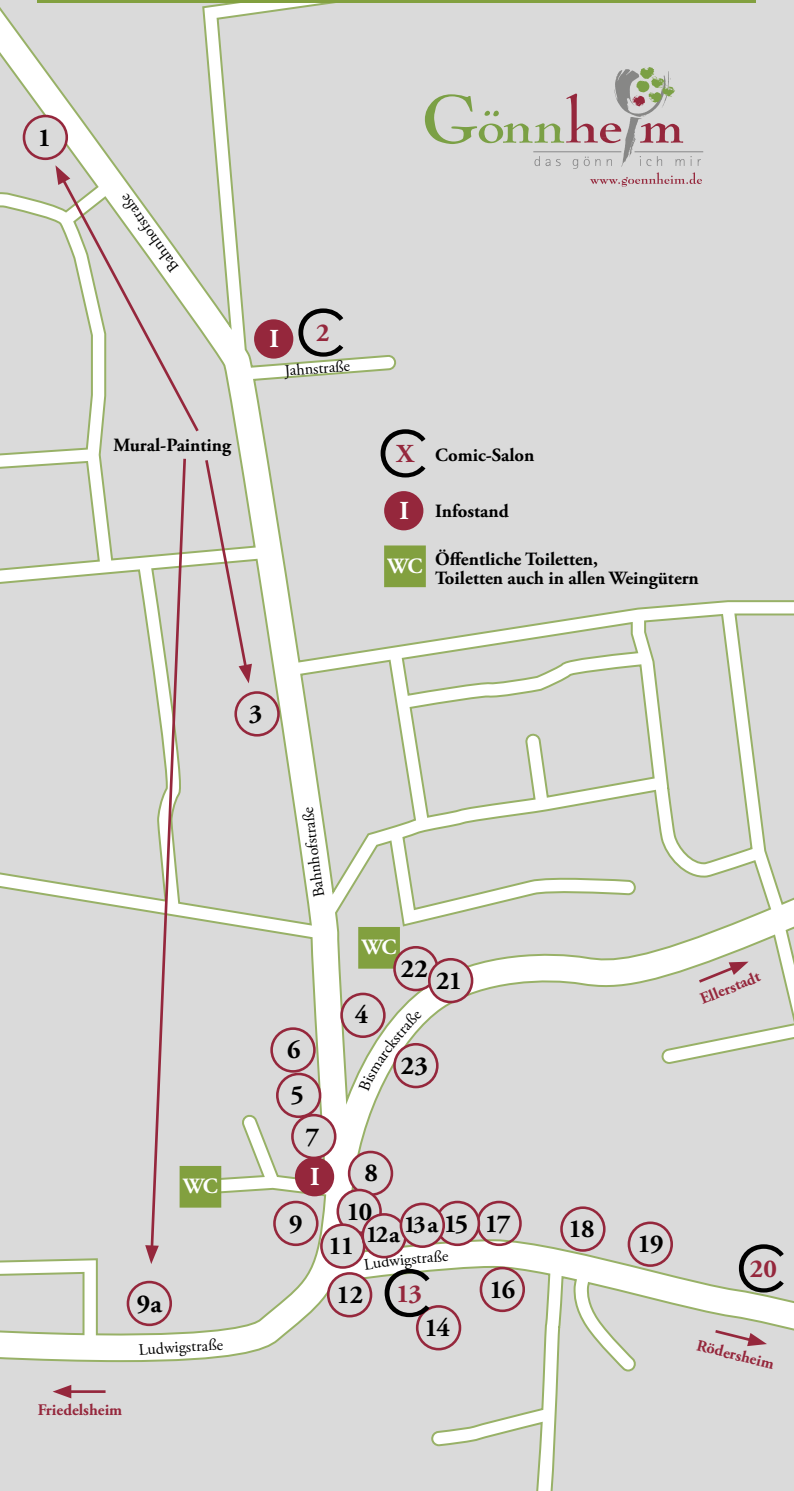 Gönnheim
das gönn ich mir
www.goennheim.de
1
Bahnhofstraße
I
2
Jahnstraße
Mural-Painting
X Comic-Salon
I Infostand
WC Öffentliche Toiletten,
Toiletten auch in allen Weingütern
3
Bahnhofstraße
WC
22
21
Ellerstadt
4
Bismarckstraße
6
23
5
7
WC
I
8
9
10
11
12a
13a
15
17
18
19
Ludwigstraße
20
12
13
16
14
9a
Ludwigstraße
Rödersheim
Friedelsheim